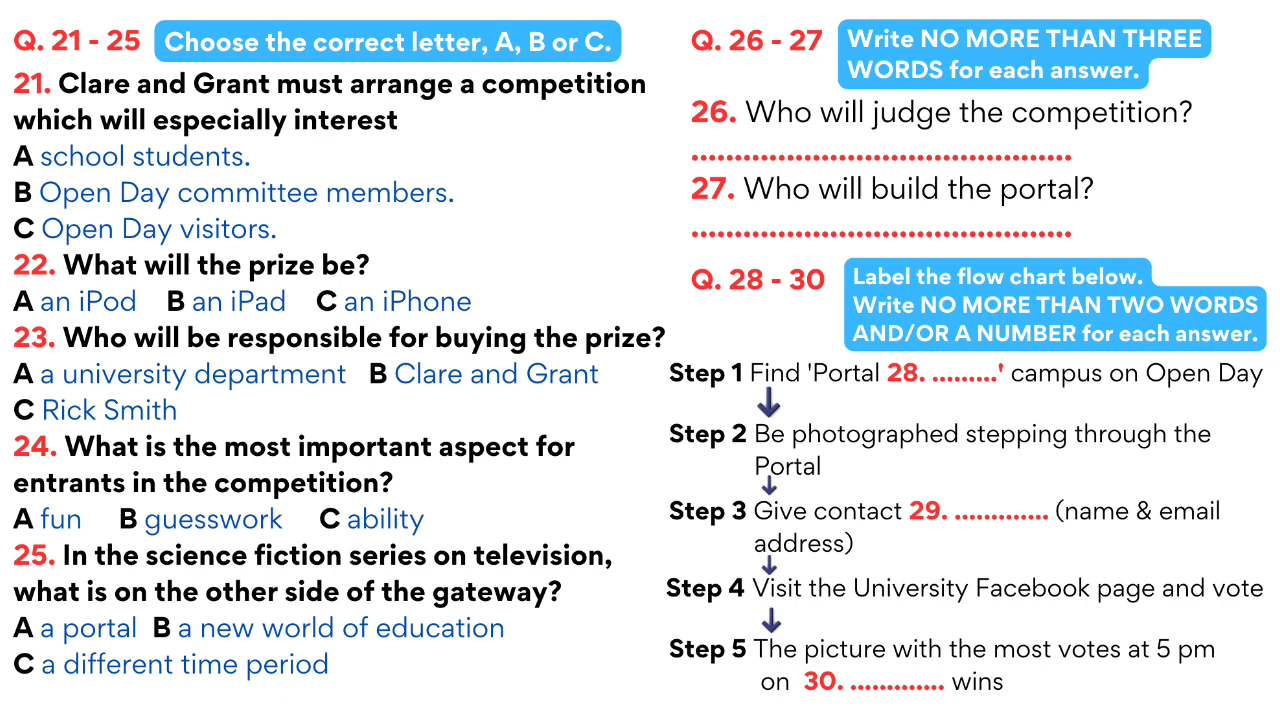 Q. 21 - 25 Choose the correct letter, A, B or C.
21. Clare and Grant must arrange a competition
which will especially interest
A school students.
B Open Day committee members.
C Open Day visitors.
22. What will the prize be?
A an iPod B an iPad C an iPhone
23. Who will be responsible for buying the prize?
A a university department B Clare and Grant
C Rick Smith
24. What is the most important aspect for
entrants in the competition?
A fun B guesswork C ability
25. In the science fiction series on television,
what is on the other side of the gateway?
A a portal B a new world of education
C a different time period
Q. 26 - 27 Write NO MORE THAN THREE
WORDS for each answer.
26. Who will judge the competition?
............................................
27. Who will build the portal?
............................................
Q. 28 - 30 Label the flow chart below.
Write NO MORE THAN TWO WORDS
AND/OR A NUMBER for each answer.
Step 1 Find 'Portal 28. .........' campus on Open Day
Step 2 Be photographed stepping through the
Portal
Step 3 Give contact 29. ............. (name & email
address)
Step 4 Visit the University Facebook page and vote
Step 5 The picture with the most votes at 5 pm
on 30. ............. wins